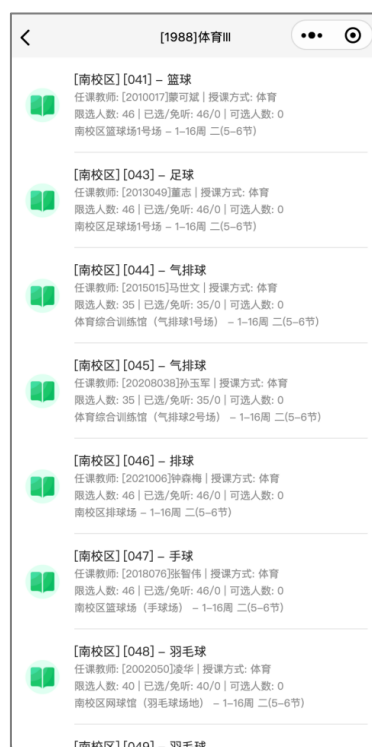 [1988]体育Ⅲ
[南校区] [041] – 篮球
任课教师: [2010017]蒙可斌 | 授课方式: 体育
限选人数: 46 | 已选/免听: 46/0 | 可选人数: 0
南校区篮球场1号场 – 1–16周 二(5–6节)
[南校区] [043] – 足球
任课教师: [2013049]董志 | 授课方式: 体育
限选人数: 46 | 已选/免听: 46/0 | 可选人数: 0
南校区足球场1号场 – 1–16周 二(5–6节)
[南校区] [044] – 气排球
任课教师: [2015015]马世文 | 授课方式: 体育
限选人数: 35 | 已选/免听: 35/0 | 可选人数: 0
体育综合训练馆（气排球1号场） – 1–16周 二(5–6节)
[南校区] [045] – 气排球
任课教师: [20208038]孙玉军 | 授课方式: 体育
限选人数: 35 | 已选/免听: 35/0 | 可选人数: 0
体育综合训练馆（气排球2号场） – 1–16周 二(5–6节)
[南校区] [046] – 排球
任课教师: [2021006]钟森梅 | 授课方式: 体育
限选人数: 46 | 已选/免听: 46/0 | 可选人数: 0
南校区排球场 – 1–16周 二(5–6节)
[南校区] [047] – 手球
任课教师: [2018076]张智伟 | 授课方式: 体育
限选人数: 46 | 已选/免听: 46/0 | 可选人数: 0
南校区篮球场（手球场） – 1–16周 二(5–6节)
[南校区] [048] – 羽毛球
任课教师: [2002050]凌华 | 授课方式: 体育
限选人数: 40 | 已选/免听: 40/0 | 可选人数: 0
南校区网球馆（羽毛球场地） – 1–16周 二(5–6节)
[南校区] [049] – 羽毛球